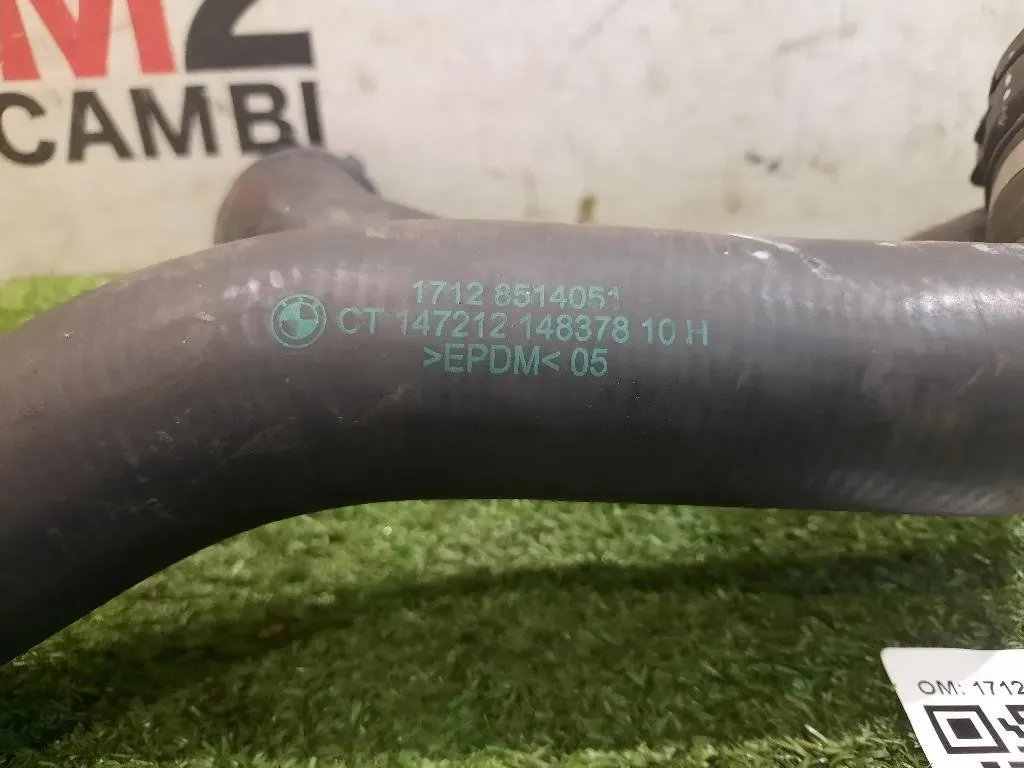 M2
CAMBI
1712 8514051
CT 147212 148378 10 H
>EPDM< 05
OM: 1712